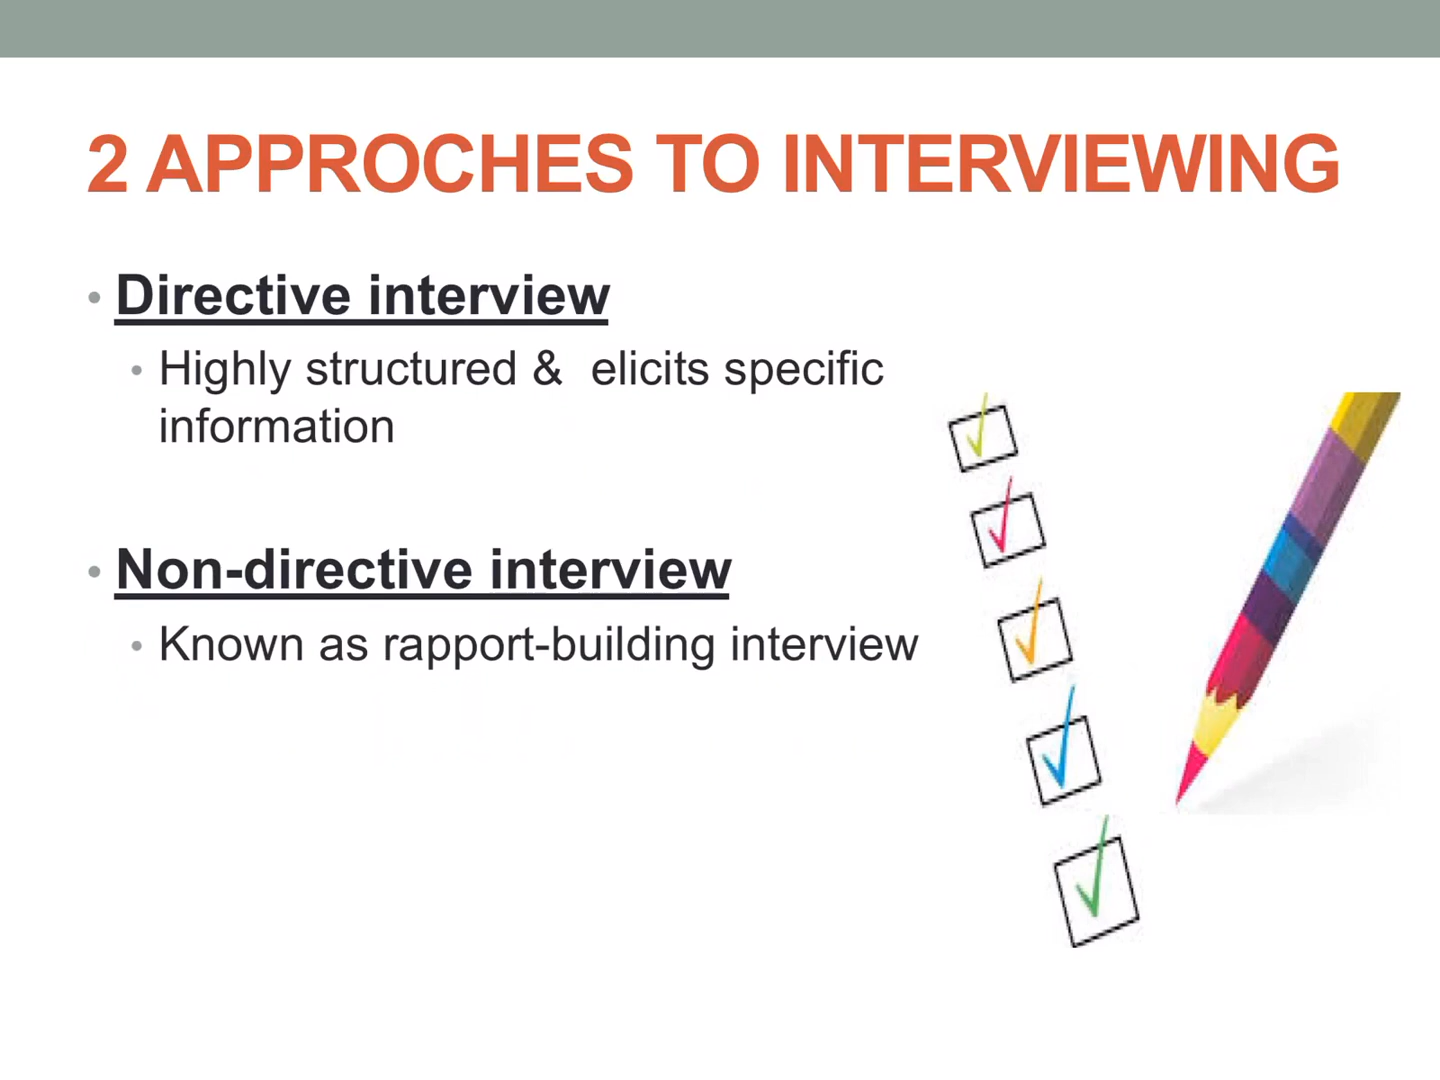 2 APPROCHES TO INTERVIEWING
• Directive interview
• Highly structured &  elicits specific
information
• Non-directive interview
• Known as rapport-building interview